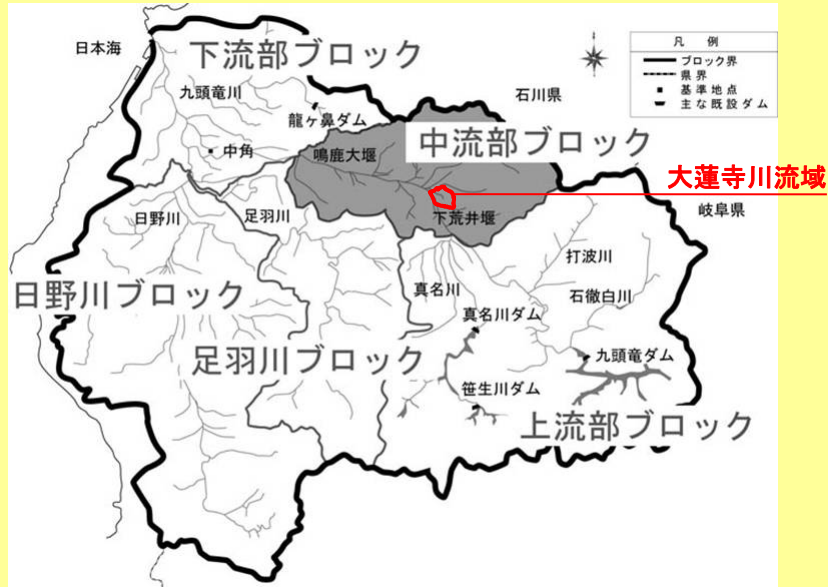 日本海
下流部ブロック
九頭竜川
龍ヶ鼻ダム
石川県
凡 例
ブロック界
県界
基準地点
主な既設ダム
中角
鳴鹿大堰
中流部ブロック
大蓮寺川流域
岐阜県
日野川
足羽川
下荒井堰
打波川
石徹白川
日野川ブロック
真名川
真名川ダム
足羽川ブロック
九頭竜ダム
笹生川ダム
上流部ブロック